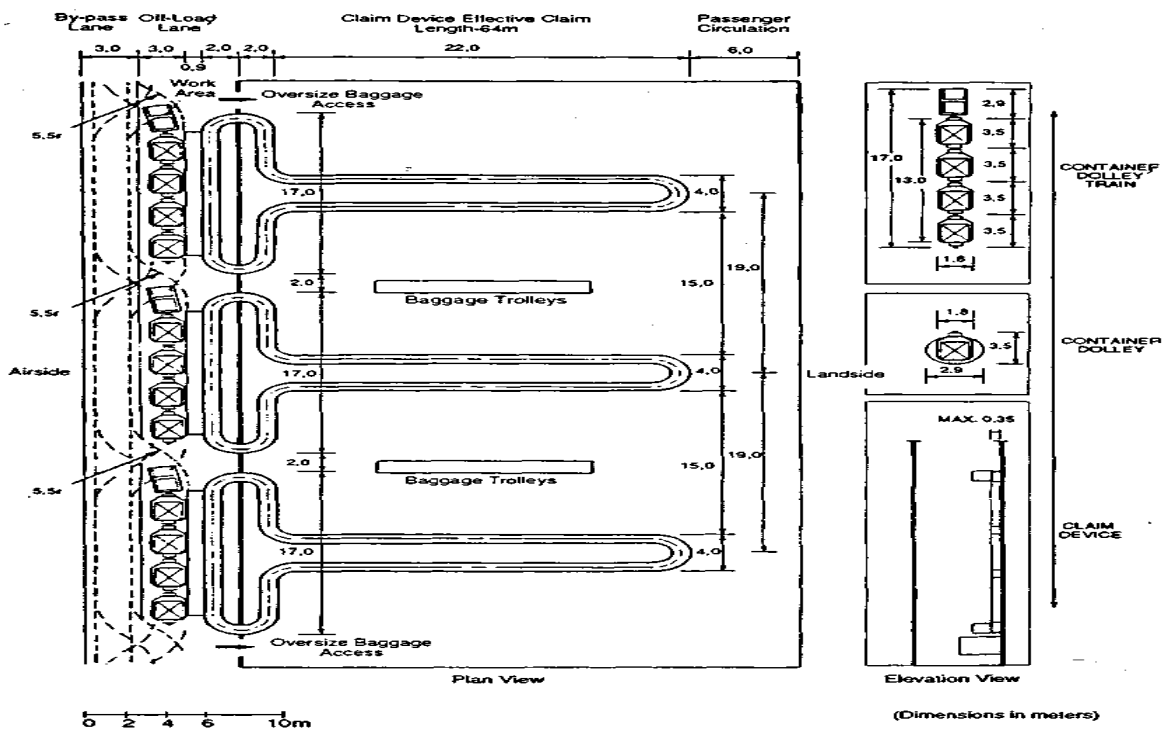 By-pass Lane
Off-Load Lane
Claim Device Effective Claim
Length-64m
Passenger
Circulation
3.0
3.0
2.0
2.0
22.0
6.0
0.9
Work
Area
Oversize Baggage
Access
5.5r
17.0
4.0
2.0
Baggage Trolleys
15.0
19.0
5.5r
Airside
17.0
4.0
Landside
2.0
Baggage Trolleys
15.0
19.0
5.5r
17.0
4.0
Oversize Baggage
Access
Plan View
0 2 4 6 10m
17.0
13.0
2.9
3.5
3.5
3.5
3.5
1.6
CONTAINER
DOLLEY
TRAIN
1.8
3.5
2.9
CONTAINER
DOLLEY
MAX. 0.35
CLAIM
DEVICE
Elevation View
(Dimensions in meters)